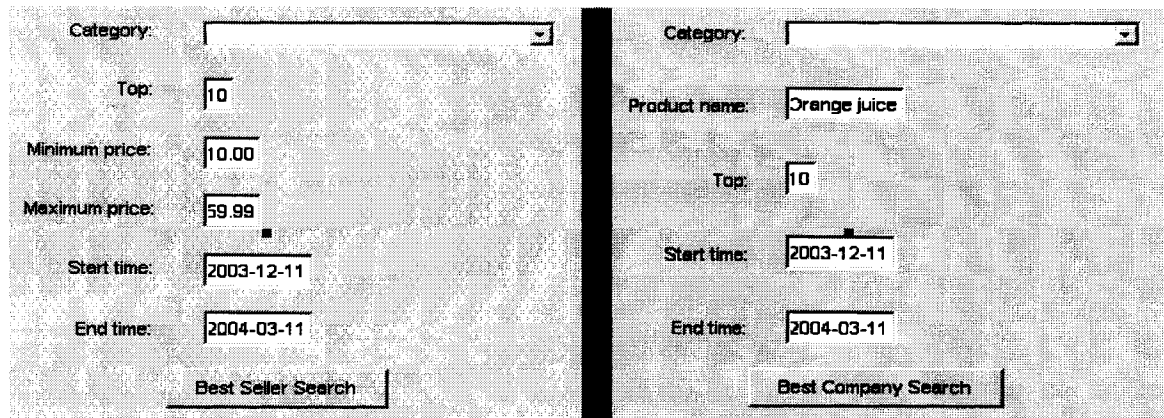 Category:
Top: 10
Minimum price: 10.00
Maximum price: 59.99
Start time: 2003-12-11
End time: 2004-03-11
Best Seller Search
Category:
Product name: Orange juice
Top: 10
Start time: 2003-12-11
End time: 2004-03-11
Best Company Search